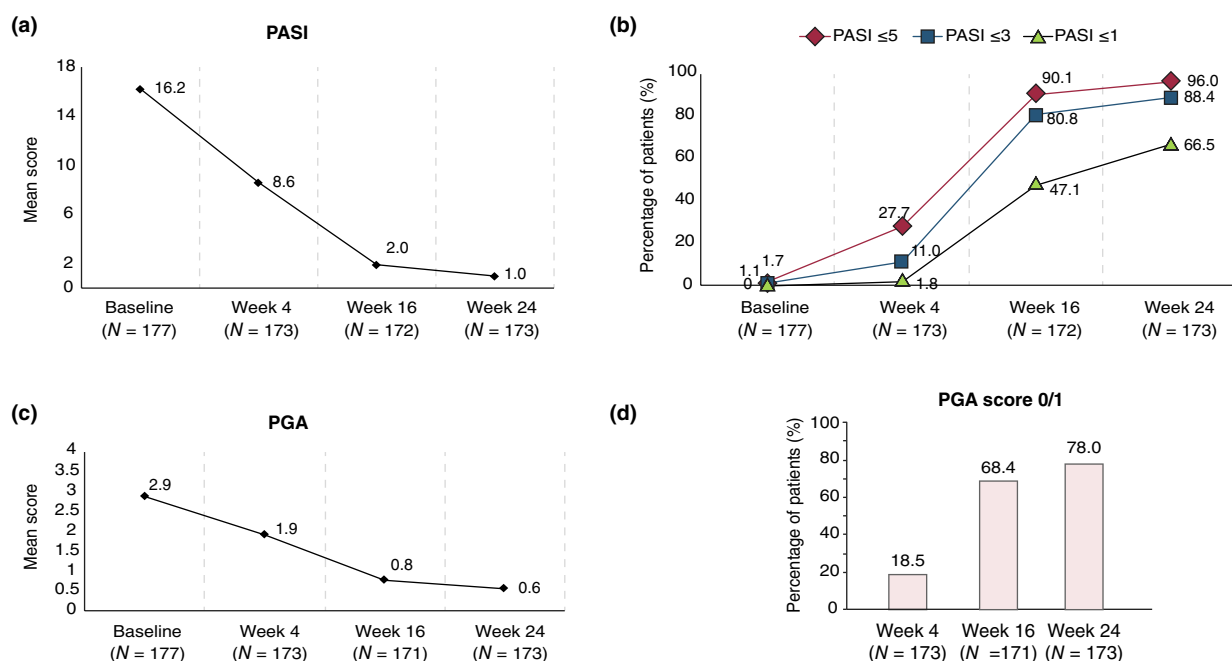 (a)
PASI
Mean score
18
14
10
6
2
0
16.2
8.6
2.0
1.0
Baseline
(N = 177)
Week 4
(N = 173)
Week 16
(N = 172)
Week 24
(N = 173)
(b)
PASI ≤5 PASI ≤3 PASI ≤1
Percentage of patients (%)
100
80
60
40
20
0
1.1
1.7
0
27.7
11.0
1.8
90.1
80.8
47.1
96.0
88.4
66.5
Baseline
(N = 177)
Week 4
(N = 173)
Week 16
(N = 172)
Week 24
(N = 173)
(c)
PGA
Mean score
4
3.5
3
2.5
2
1.5
1
0.5
0
2.9
1.9
0.8
0.6
Baseline
(N = 177)
Week 4
(N = 173)
Week 16
(N = 171)
Week 24
(N = 173)
(d)
PGA score 0/1
Percentage of patients (%)
100
80
60
40
20
0
18.5
68.4
78.0
Week 4
(N = 173)
Week 16
(N =171)
Week 24
(N = 173)